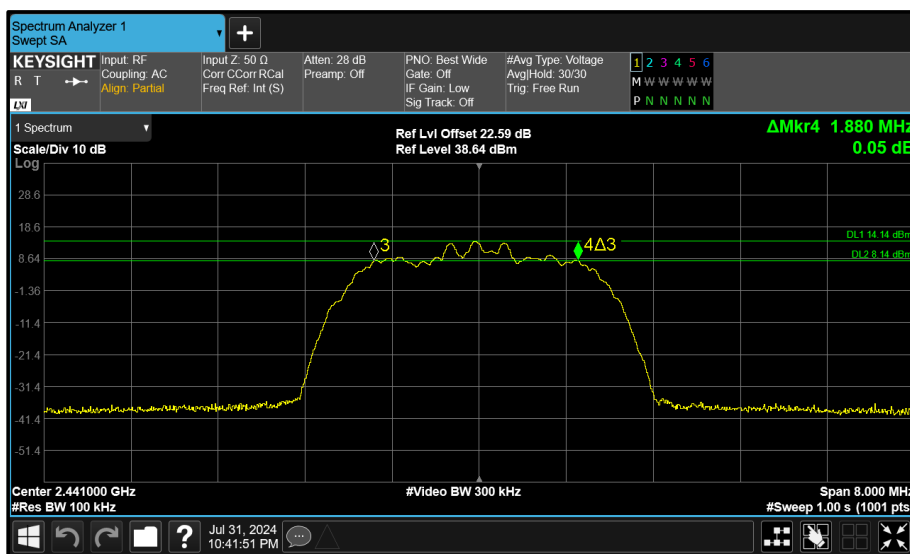 Spectrum Analyzer 1
Swept SA
KEYSIGHT
R T
LXI
Input: RF
Coupling: AC
Align: Partial
Input Z: 50 Ω
Corr CCorr RCal
Freq Ref: Int (S)
Atten: 28 dB
Preamp: Off
PNO: Best Wide
Gate: Off
IF Gain: Low
Sig Track: Off
#Avg Type: Voltage
Avg|Hold: 30/30
Trig: Free Run
1 2 3 4 5 6
M W W W W W
P N N N N N
1 Spectrum
Scale/Div 10 dB
Ref Lvl Offset 22.59 dB
Ref Level 38.64 dBm
ΔMkr4 1.880 MHz
0.05 dB
Log
28.6
18.6
8.64
-1.36
-11.4
-21.4
-31.4
-41.4
-51.4
3
4Δ3
DL1 14.14 dBm
DL2 8.14 dBm
Center 2.441000 GHz
#Res BW 100 kHz
#Video BW 300 kHz
Span 8.000 MHz
#Sweep 1.00 s (1001 pts
?
Jul 31, 2024
10:41:51 PM